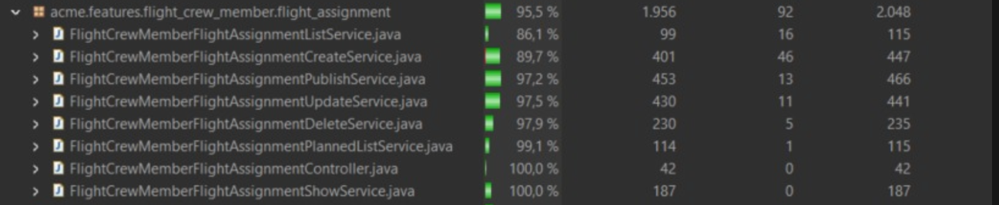 acme.features.flight_crew_member.flight_assignment 95,5 % 1.956 92 2.048
FlightCrewMemberFlightAssignmentListService.java 86,1 % 99 16 115
FlightCrewMemberFlightAssignmentCreateService.java 89,7 % 401 46 447
FlightCrewMemberFlightAssignmentPublishService.java 97,2 % 453 13 466
FlightCrewMemberFlightAssignmentUpdateService.java 97,5 % 430 11 441
FlightCrewMemberFlightAssignmentDeleteService.java 97,9 % 230 5 235
FlightCrewMemberFlightAssignmentPlannedListService.java 99,1 % 114 1 115
FlightCrewMemberFlightAssignmentController.java 100,0 % 42 0 42
FlightCrewMemberFlightAssignmentShowService.java 100,0 % 187 0 187